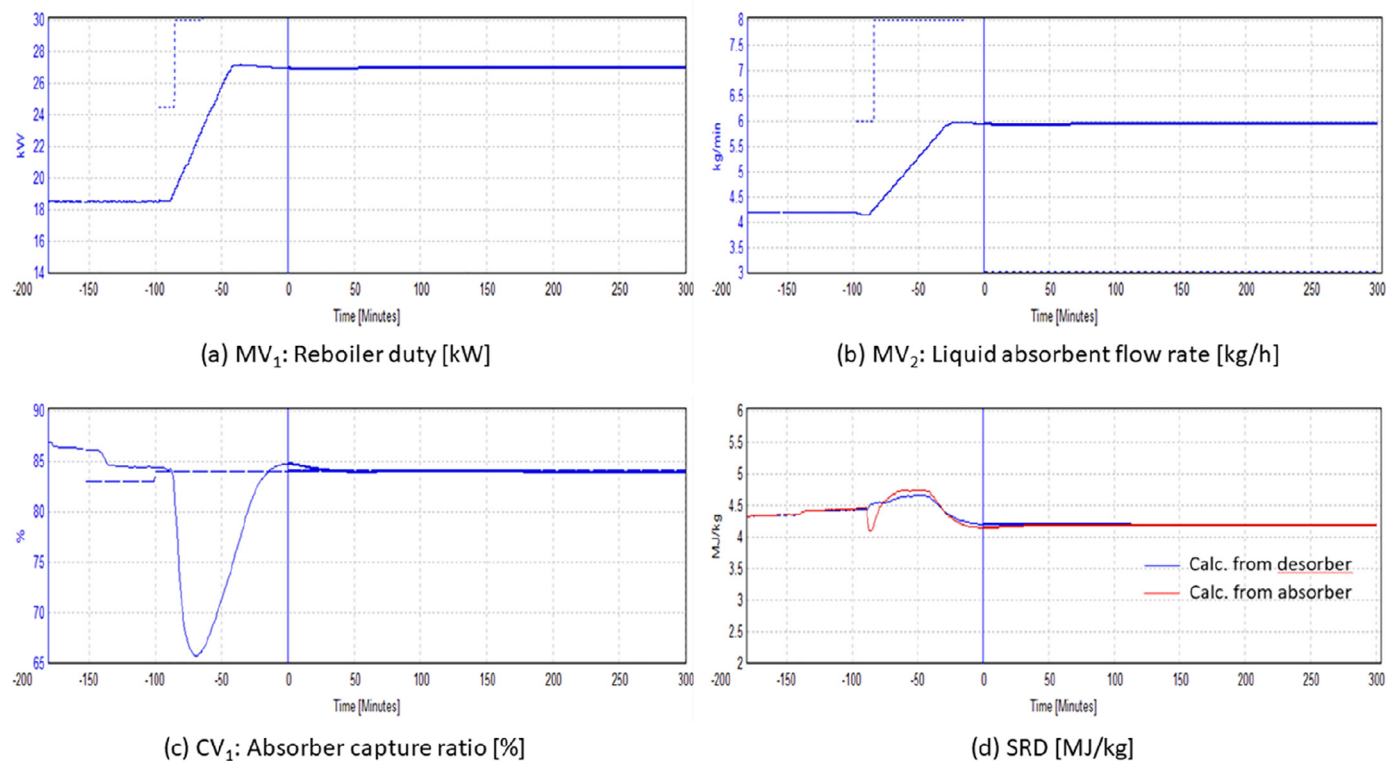 30
28
26
24
22
20
18
16
14
kW
-200 -150 -100 -50 0 50 100 150 200 250 300
Time [Minutes]
(a) MV₁: Reboiler duty [kW]
8
7.5
7
6.5
6
5.5
5
4.5
4
3.5
3
kg/min
-200 -150 -100 -50 0 50 100 150 200 250 300
Time [Minutes]
(b) MV₂: Liquid absorbent flow rate [kg/h]
90
85
80
75
70
65
%
-200 -150 -100 -50 0 50 100 150 200 250 300
Time [Minutes]
(c) CV₁: Absorber capture ratio [%]
6
5.5
5
4.5
4
3.5
3
2.5
2
MJ/kg
Calc. from desorber
Calc. from absorber
-200 -150 -100 -50 0 50 100 150 200 250 300
Time [Minutes]
(d) SRD [MJ/kg]